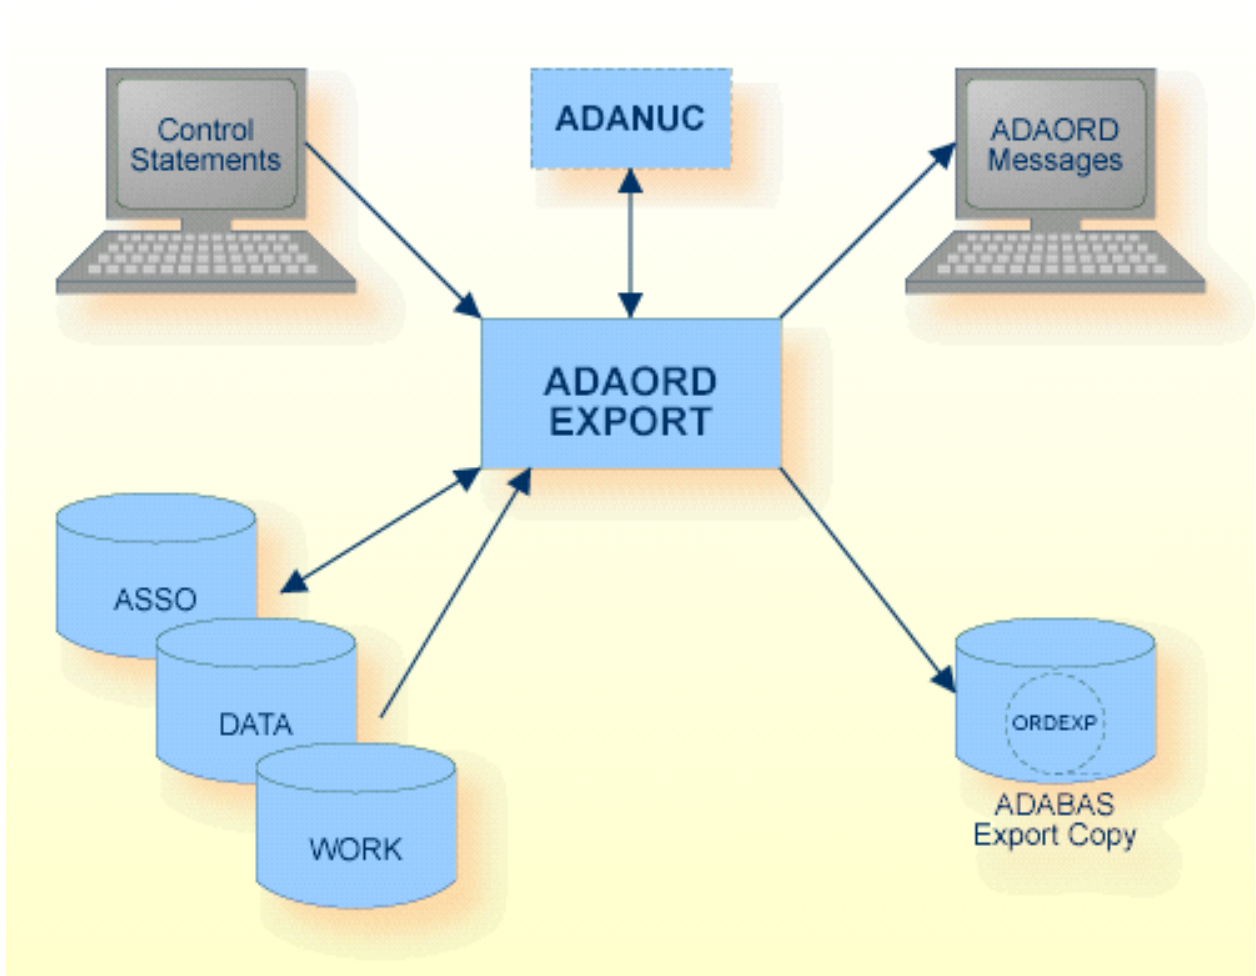 Control
Statements
ADANUC
ADAORD
Messages
ADAORD
EXPORT
ASSO
DATA
WORK
ORDEXP
ADABAS
Export Copy